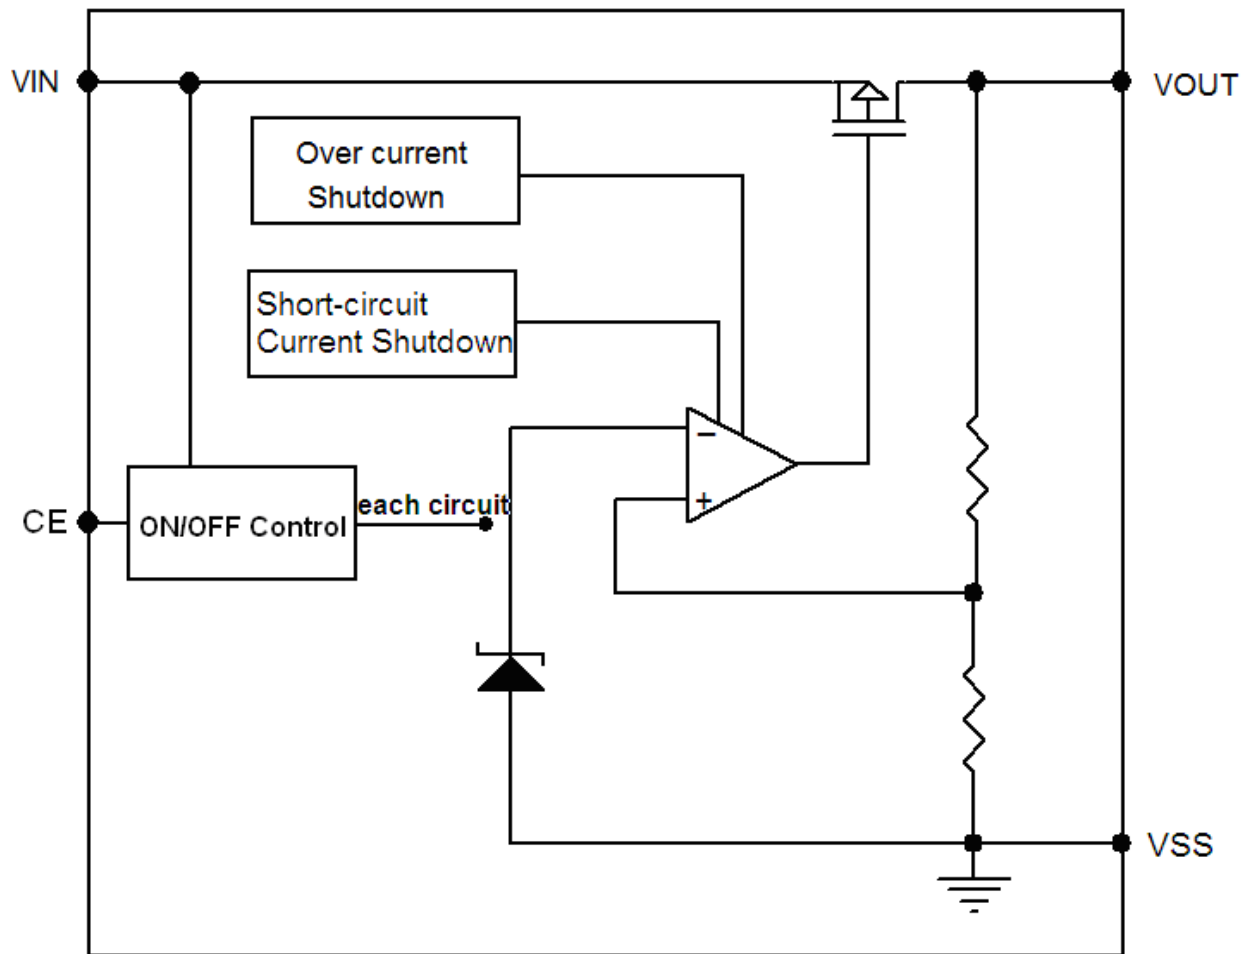 VIN
VOUT
Over current
Shutdown
Short-circuit
Current Shutdown
−
+
each circuit
CE
ON/OFF Control
VSS